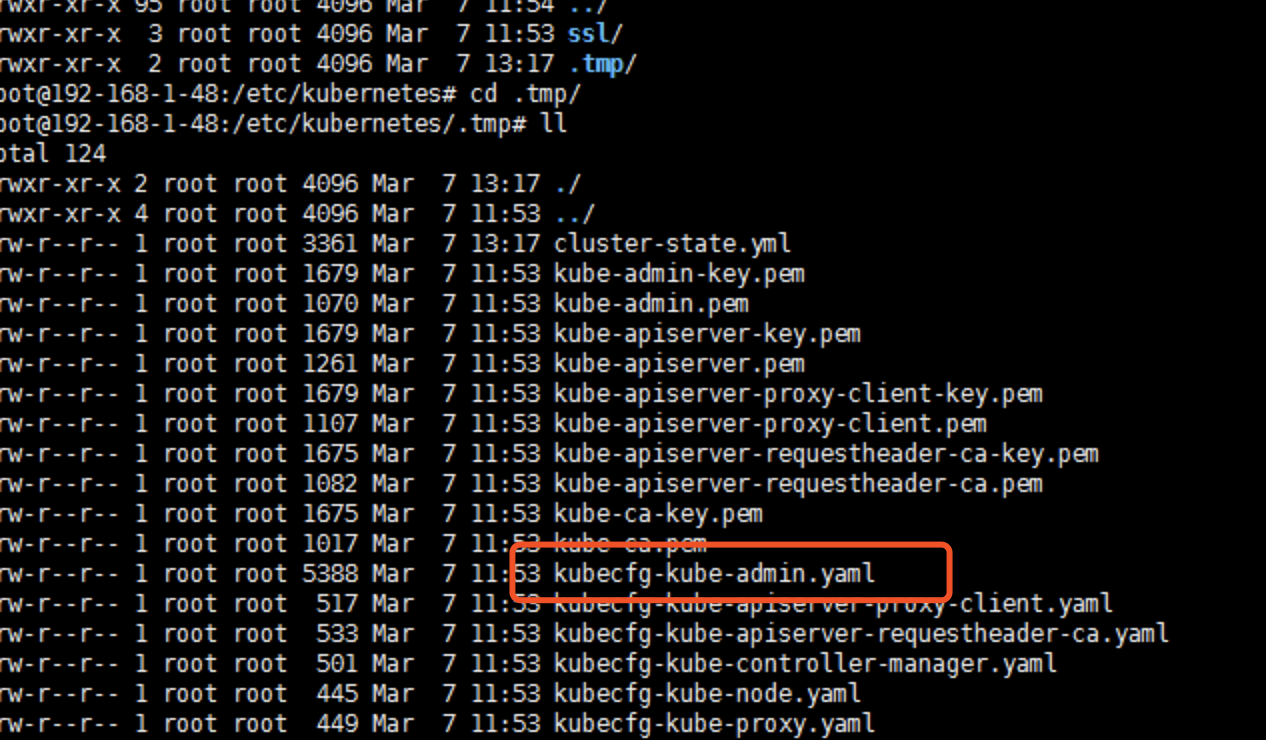 rwxr-xr-x 95 root root 4096 Mar  7 11:54 ../
rwxr-xr-x  3 root root 4096 Mar  7 11:53 ssl/
rwxr-xr-x  2 root root 4096 Mar  7 13:17 .tmp/
oot@192-168-1-48:/etc/kubernetes# cd .tmp/
oot@192-168-1-48:/etc/kubernetes/.tmp# ll
otal 124
rwxr-xr-x 2 root root 4096 Mar  7 13:17 ./
rwxr-xr-x 4 root root 4096 Mar  7 11:53 ../
rw-r--r-- 1 root root 3361 Mar  7 13:17 cluster-state.yml
rw-r--r-- 1 root root 1679 Mar  7 11:53 kube-admin-key.pem
rw-r--r-- 1 root root 1070 Mar  7 11:53 kube-admin.pem
rw-r--r-- 1 root root 1679 Mar  7 11:53 kube-apiserver-key.pem
rw-r--r-- 1 root root 1261 Mar  7 11:53 kube-apiserver.pem
rw-r--r-- 1 root root 1679 Mar  7 11:53 kube-apiserver-proxy-client-key.pem
rw-r--r-- 1 root root 1107 Mar  7 11:53 kube-apiserver-proxy-client.pem
rw-r--r-- 1 root root 1675 Mar  7 11:53 kube-apiserver-requestheader-ca-key.pem
rw-r--r-- 1 root root 1082 Mar  7 11:53 kube-apiserver-requestheader-ca.pem
rw-r--r-- 1 root root 1675 Mar  7 11:53 kube-ca-key.pem
rw-r--r-- 1 root root 1017 Mar  7 11:53 kube-ca.pem
rw-r--r-- 1 root root 5388 Mar  7 11:53 kubecfg-kube-admin.yaml
rw-r--r-- 1 root root  517 Mar  7 11:53 kubecfg-kube-apiserver-proxy-client.yaml
rw-r--r-- 1 root root  533 Mar  7 11:53 kubecfg-kube-apiserver-requestheader-ca.yaml
rw-r--r-- 1 root root  501 Mar  7 11:53 kubecfg-kube-controller-manager.yaml
rw-r--r-- 1 root root  445 Mar  7 11:53 kubecfg-kube-node.yaml
rw-r--r-- 1 root root  449 Mar  7 11:53 kubecfg-kube-proxy.yaml